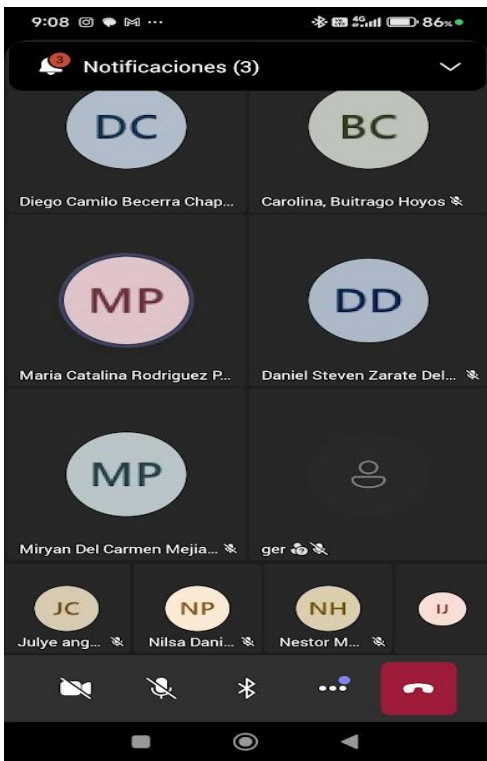 9:08 86%
3
Notificaciones (3)
DC BC
Diego Camilo Becerra Chap... Carolina, Buitrago Hoyos
MP DD
Maria Catalina Rodriguez P... Daniel Steven Zarate Del...
MP
Miryan Del Carmen Mejia... ger
JC NP NH IJ
Julye ang... Nilsa Dani... Nestor M...